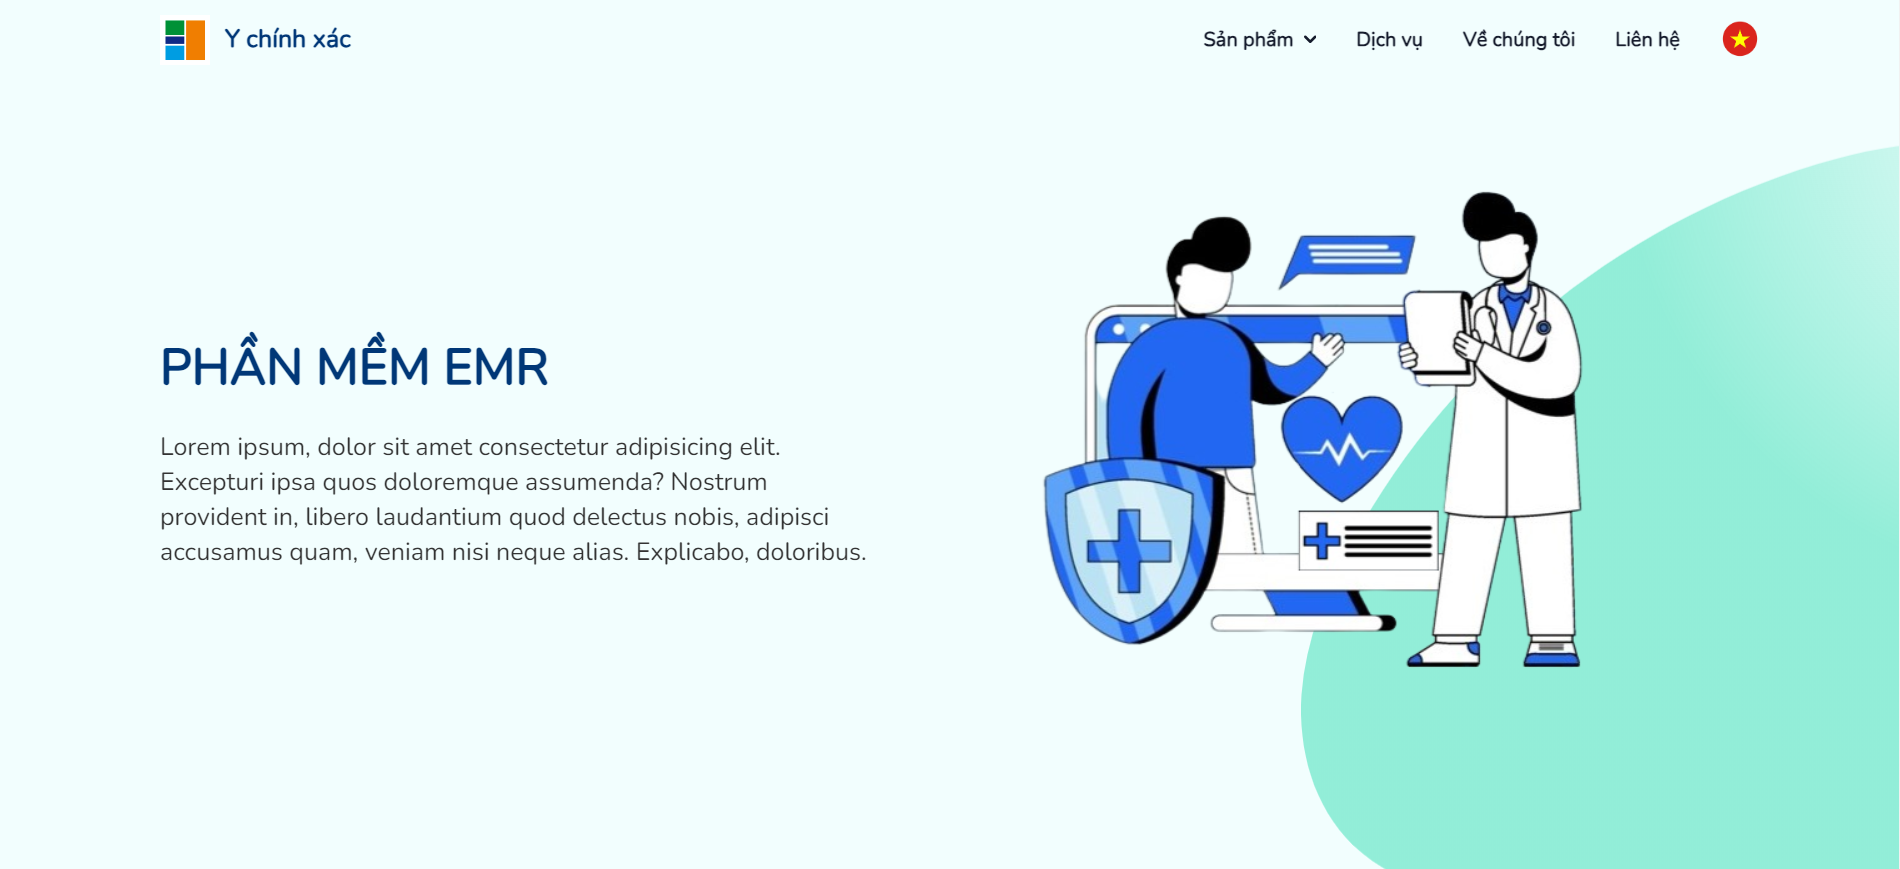 Y chính xác
Sản phẩm
Dịch vụ
Về chúng tôi
Liên hệ
PHẦN MỀM EMR
Lorem ipsum, dolor sit amet consectetur adipisicing elit.
Excepturi ipsa quos doloremque assumenda? Nostrum
provident in, libero laudantium quod delectus nobis, adipisci
accusamus quam, veniam nisi neque alias. Explicabo, doloribus.